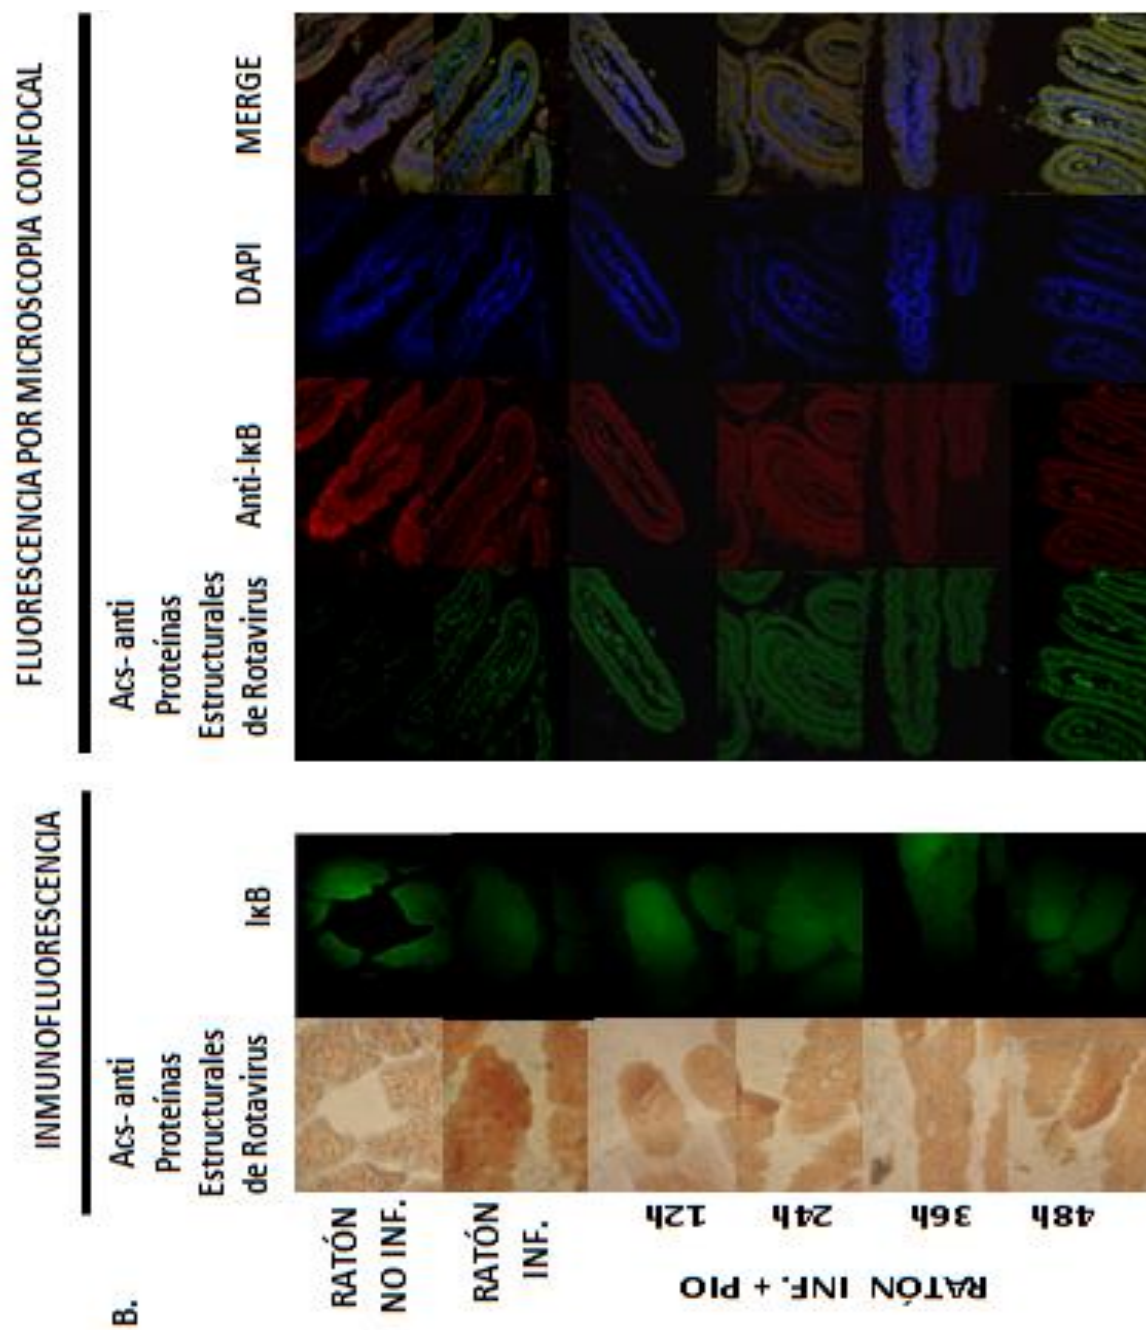 B.
INMUNOFLUORESCENCIA
FLUORESCENCIA POR MICROSCOPIA CONFOCAL
Acs- anti
Proteínas
Estructurales
de Rotavirus
IκB
Acs- anti
Proteínas
Estructurales
de Rotavirus
Anti-IκB
DAPI
MERGE
RATÓN
NO INF.
RATÓN
INF.
RATÓN INF. + PIO
12h
24h
36h
48h